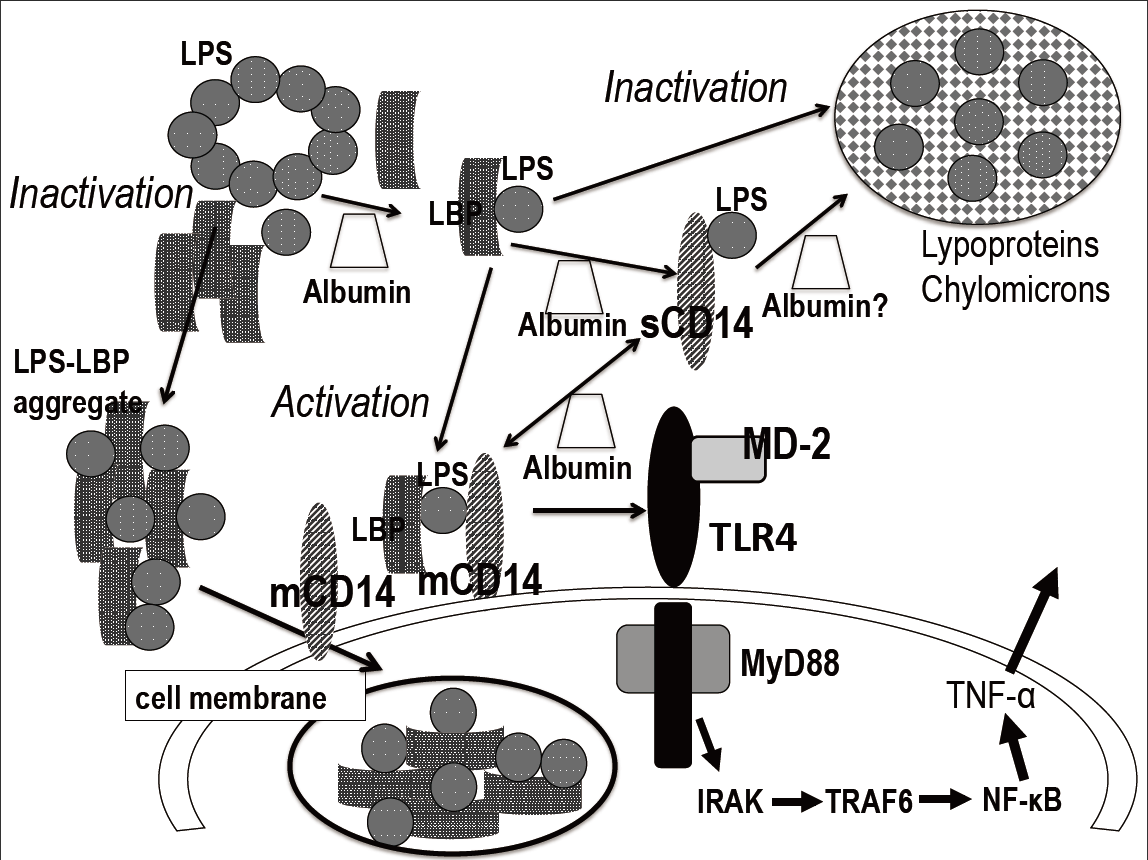 LPS
Inactivation
LPS
Inactivation
LBP
LPS
Lypoproteins
Chylomicrons
Albumin
Albumin
sCD14
Albumin?
LPS-LBP
aggregate
Activation
MD-2
LPS
Albumin
LBP
TLR4
mCD14
mCD14
MyD88
cell membrane
TNF-α
IRAK
TRAF6
NF-κB